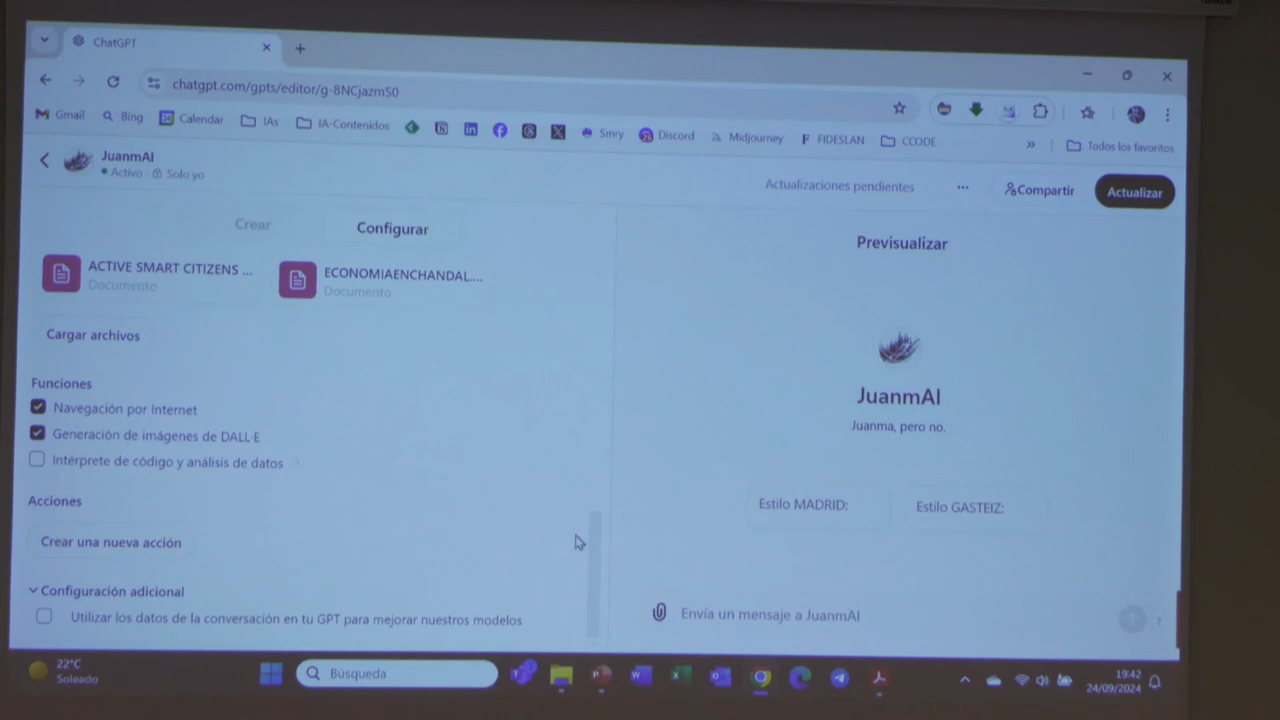 ChatGPT
chatgpt.com/gpts/editor/g-8NCjazmS0
Gmail Bing Calendar IAs IA-Contenidos Smry Discord Midjourney FIDESLAN CCODE » Todos los favoritos
JuanmAI
Activo · Solo yo
Actualizaciones pendientes ··· Compartir Actualizar
Crear Configurar
Previsualizar
ACTIVE SMART CITIZENS ...
Documento
ECONOMIAENCHANDAL....
Documento
Cargar archivos
Funciones
Navegación por Internet
Generación de imágenes de DALL·E
Intérprete de código y análisis de datos
Acciones
Crear una nueva acción
Configuración adicional
Utilizar los datos de la conversación en tu GPT para mejorar nuestros modelos
JuanmAI
Juanma, pero no.
Estilo MADRID: Estilo GASTEIZ:
Envía un mensaje a JuanmAI
?
22°C
Soleado
Búsqueda
19:42
24/09/2024